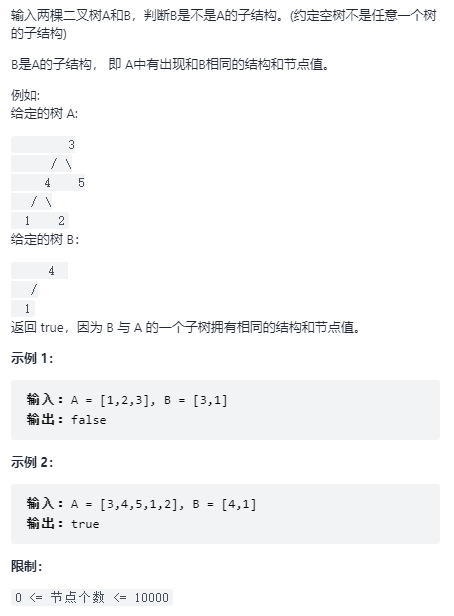 输入两棵二叉树A和B，判断B是不是A的子结构。(约定空树不是任意一个树
的子结构)
B是A的子结构， 即 A中有出现和B相同的结构和节点值。
例如:
给定的树 A:
3
/ \
4 5
/ \
1 2
给定的树 B：
4
/
1
返回 true，因为 B 与 A 的一个子树拥有相同的结构和节点值。
示例 1：
输入：A = [1,2,3], B = [3,1]
输出：false
示例 2：
输入：A = [3,4,5,1,2], B = [4,1]
输出：true
限制：
0 <= 节点个数 <= 10000